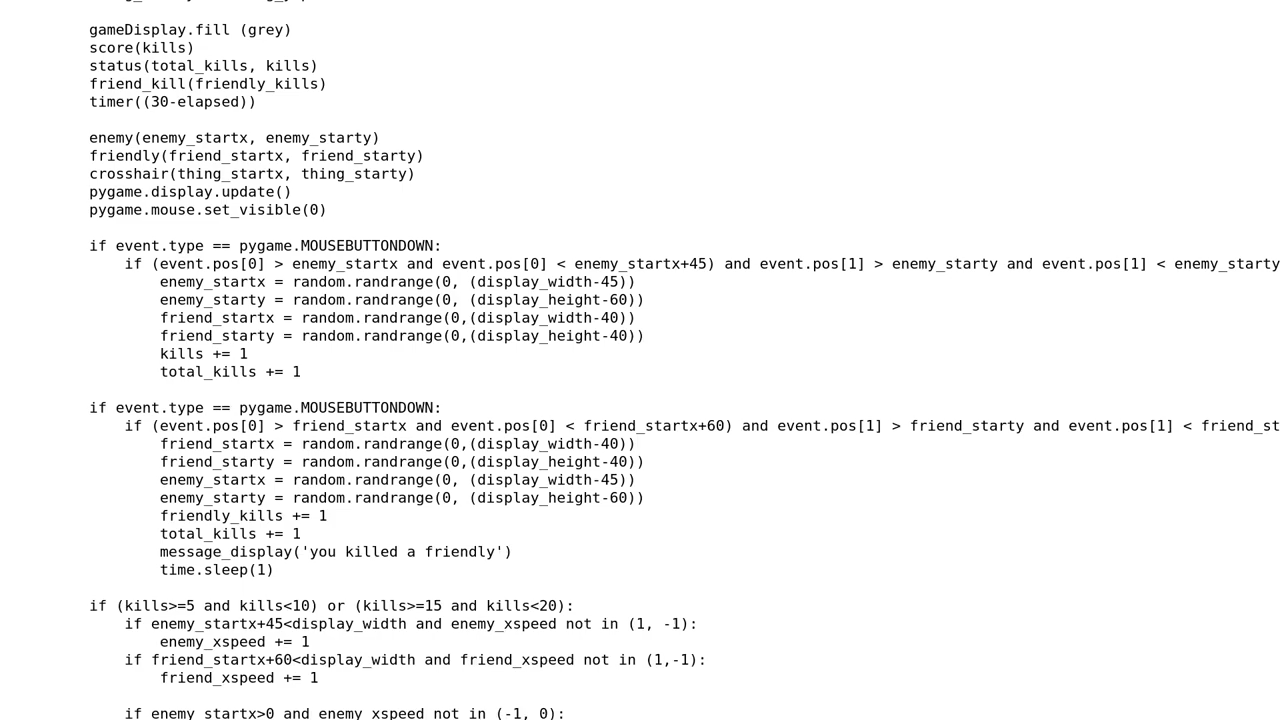 gameDisplay.fill (grey)
score(kills)
status(total_kills, kills)
friend_kill(friendly_kills)
timer((30-elapsed))
enemy(enemy_startx, enemy_starty)
friendly(friend_startx, friend_starty)
crosshair(thing_startx, thing_starty)
pygame.display.update()
pygame.mouse.set_visible(0)
if event.type == pygame.MOUSEBUTTONDOWN:
if (event.pos[0] > enemy_startx and event.pos[0] < enemy_startx+45) and event.pos[1] > enemy_starty and event.pos[1] < enemy_starty
enemy_startx = random.randrange(0, (display_width-45))
enemy_starty = random.randrange(0, (display_height-60))
friend_startx = random.randrange(0,(display_width-40))
friend_starty = random.randrange(0,(display_height-40))
kills += 1
total_kills += 1
if event.type == pygame.MOUSEBUTTONDOWN:
if (event.pos[0] > friend_startx and event.pos[0] < friend_startx+60) and event.pos[1] > friend_starty and event.pos[1] < friend_st
friend_startx = random.randrange(0,(display_width-40))
friend_starty = random.randrange(0,(display_height-40))
enemy_startx = random.randrange(0, (display_width-45))
enemy_starty = random.randrange(0, (display_height-60))
friendly_kills += 1
total_kills += 1
message_display('you killed a friendly')
time.sleep(1)
if (kills>=5 and kills<10) or (kills>=15 and kills<20):
if enemy_startx+45<display_width and enemy_xspeed not in (1, -1):
enemy_xspeed += 1
if friend_startx+60<display_width and friend_xspeed not in (1,-1):
friend_xspeed += 1
if enemy_startx>0 and enemy_xspeed not in (-1, 0):